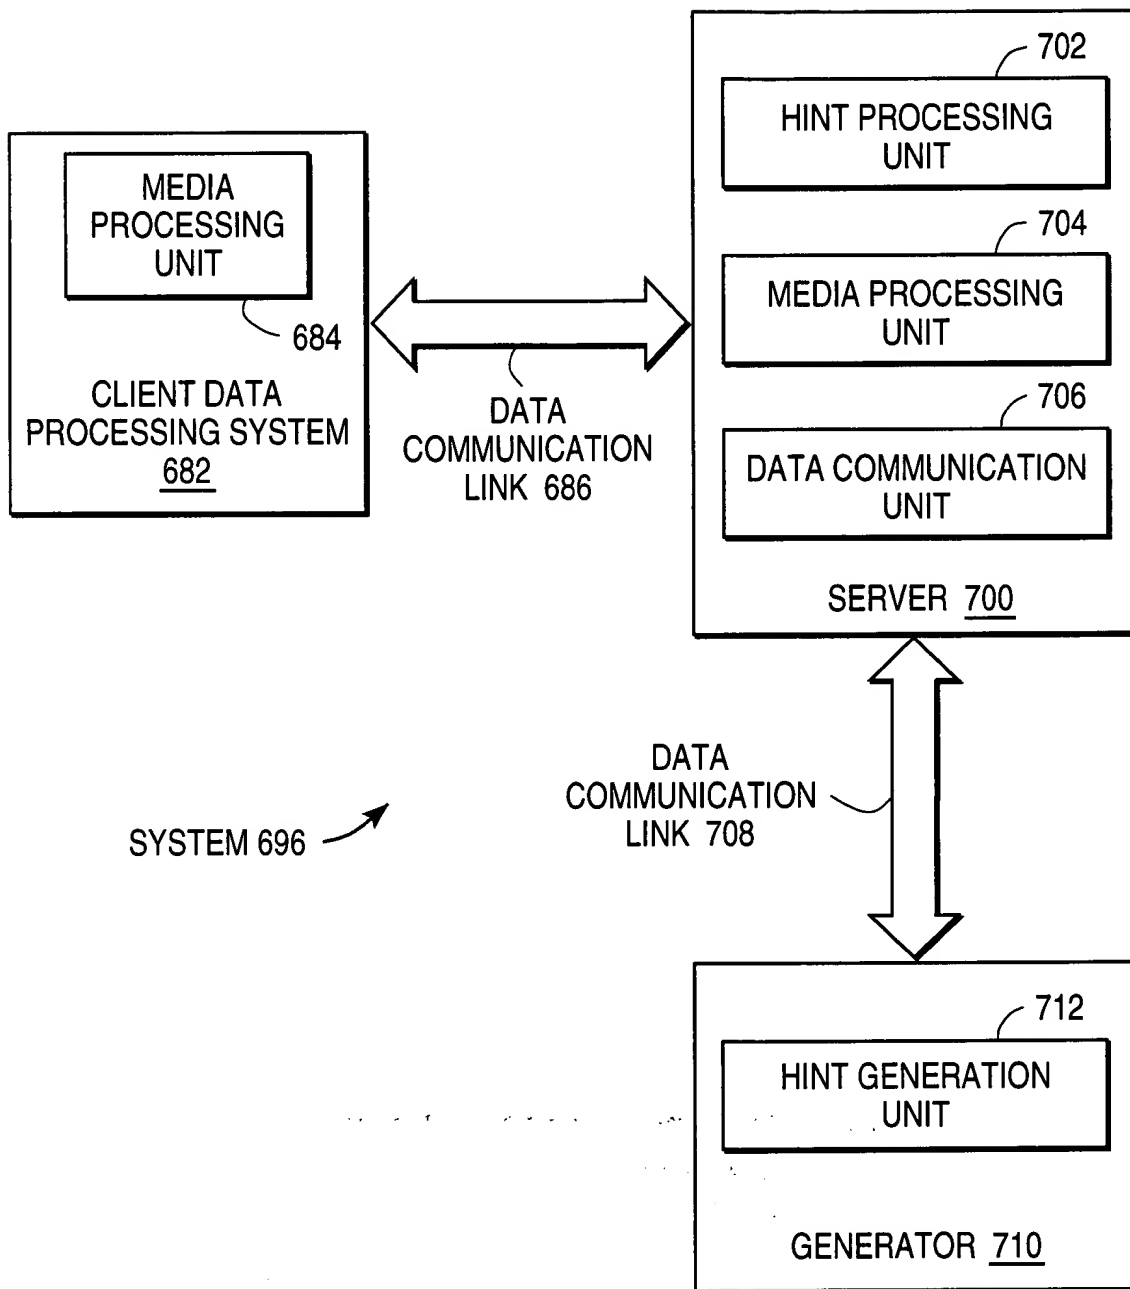 702
HINT PROCESSING
UNIT
704
MEDIA PROCESSING
UNIT
706
DATA COMMUNICATION
UNIT
SERVER 700
MEDIA
PROCESSING
UNIT
684
CLIENT DATA
PROCESSING SYSTEM
682
DATA
COMMUNICATION
LINK 686
DATA
COMMUNICATION
LINK 708
SYSTEM 696
712
HINT GENERATION
UNIT
GENERATOR 710